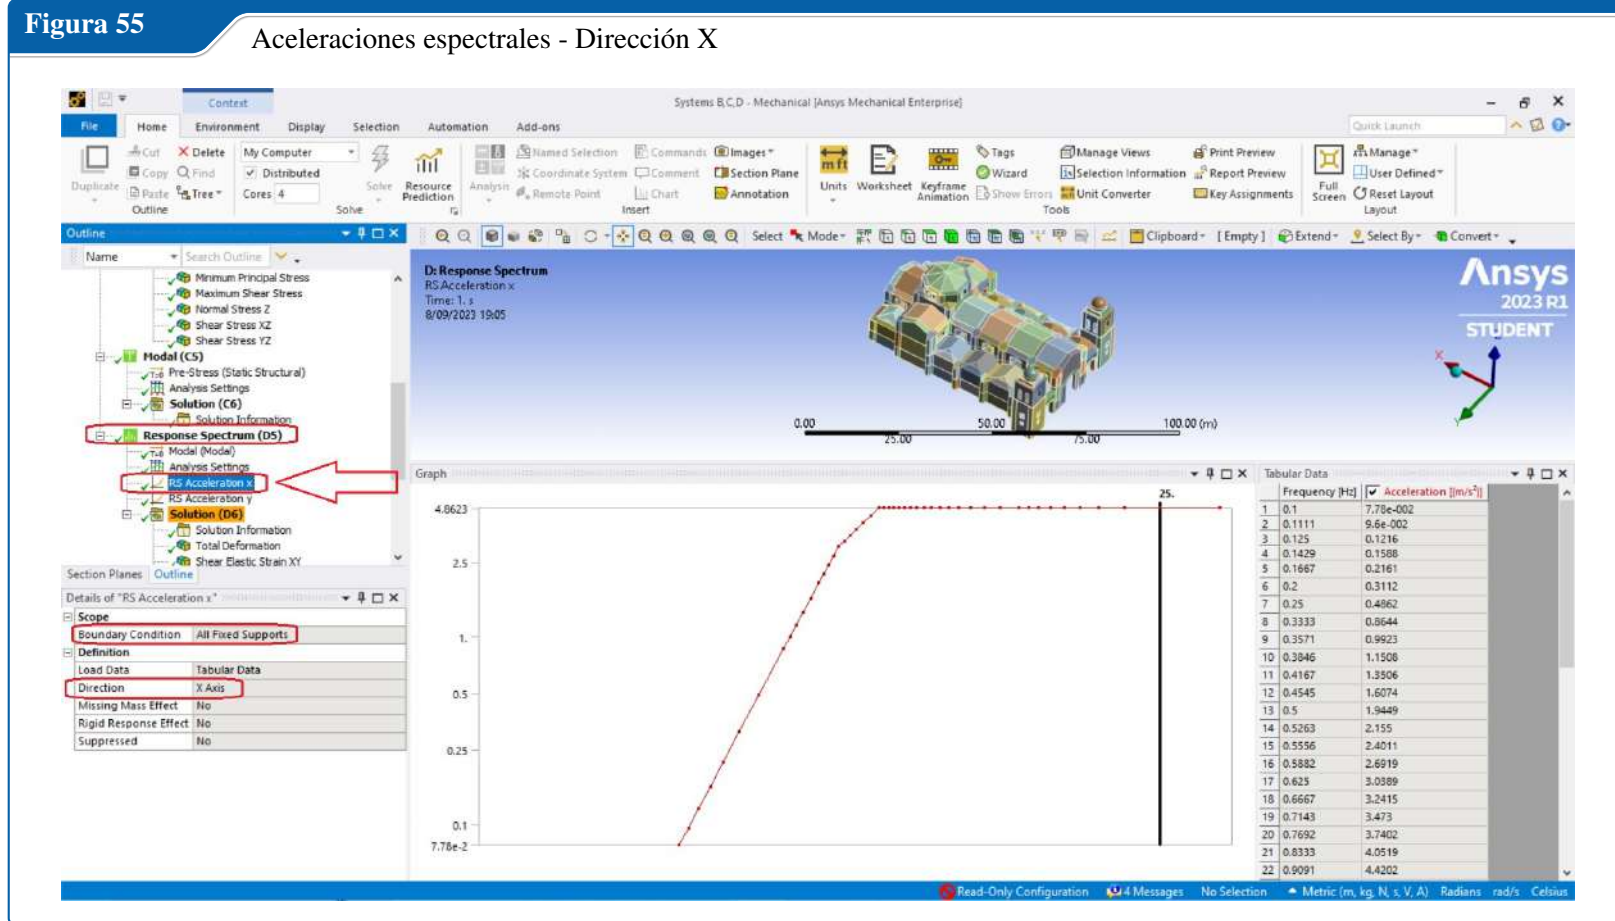 Figura 55
Aceleraciones espectrales - Dirección X
Context
Systems B,C,D - Mechanical [Ansys Mechanical Enterprise]
File Home Environment Display Selection Automation Add-ons
Quick Launch
Duplicate
Cut
Copy
Paste
Delete
Find
Tree
Outline
My Computer
Distributed
Cores 4
Solve
Solve
Resource Prediction
Analysis
Named Selection
Coordinate System
Remote Point
Commands
Comment
Chart
Images
Section Plane
Annotation
Insert
Units
Worksheet
Keyframe Animation
Tags
Wizard
Show Errors
Manage Views
Selection Information
Unit Converter
Print Preview
Report Preview
Key Assignments
Tools
Full Screen
Manage
User Defined
Reset Layout
Layout
Outline
Select Mode Clipboard [ Empty ] Extend Select By Convert
Name
Search Outline
Minimum Principal Stress
Maximum Shear Stress
Normal Stress Z
Shear Stress XZ
Shear Stress YZ
Modal (C5)
Pre-Stress (Static Structural)
Analysis Settings
Solution (C6)
Solution Information
Response Spectrum (D5)
Modal (Modal)
Analysis Settings
RS Acceleration x
RS Acceleration y
Solution (D6)
Solution Information
Total Deformation
Shear Elastic Strain XY
Section Planes Outline
Details of "RS Acceleration x"
Scope
Boundary Condition All Fixed Supports
Definition
Load Data Tabular Data
Direction X Axis
Missing Mass Effect No
Rigid Response Effect No
Suppressed No
D: Response Spectrum
RS Acceleration x
Time: 1. s
8/09/2023 19:05
Ansys
2023 R1
STUDENT
X
Y
0.00 50.00 100.00 (m)
25.00 75.00
Graph
25.
4.8623
2.5
1.
0.5
0.25
0.1
7.78e-2
Tabular Data
Frequency [Hz] Acceleration [(m/s²)]
1 0.1 7.78e-002
2 0.1111 9.6e-002
3 0.125 0.1216
4 0.1429 0.1588
5 0.1667 0.2161
6 0.2 0.3112
7 0.25 0.4862
8 0.3333 0.8644
9 0.3571 0.9923
10 0.3846 1.1508
11 0.4167 1.3506
12 0.4545 1.6074
13 0.5 1.9449
14 0.5263 2.155
15 0.5556 2.4011
16 0.5882 2.6919
17 0.625 3.0389
18 0.6667 3.2415
19 0.7143 3.473
20 0.7692 3.7402
21 0.8333 4.0519
22 0.9091 4.4202
Read-Only Configuration 4 Messages No Selection Metric (m, kg, N, s, V, A) Radians rad/s Celsius